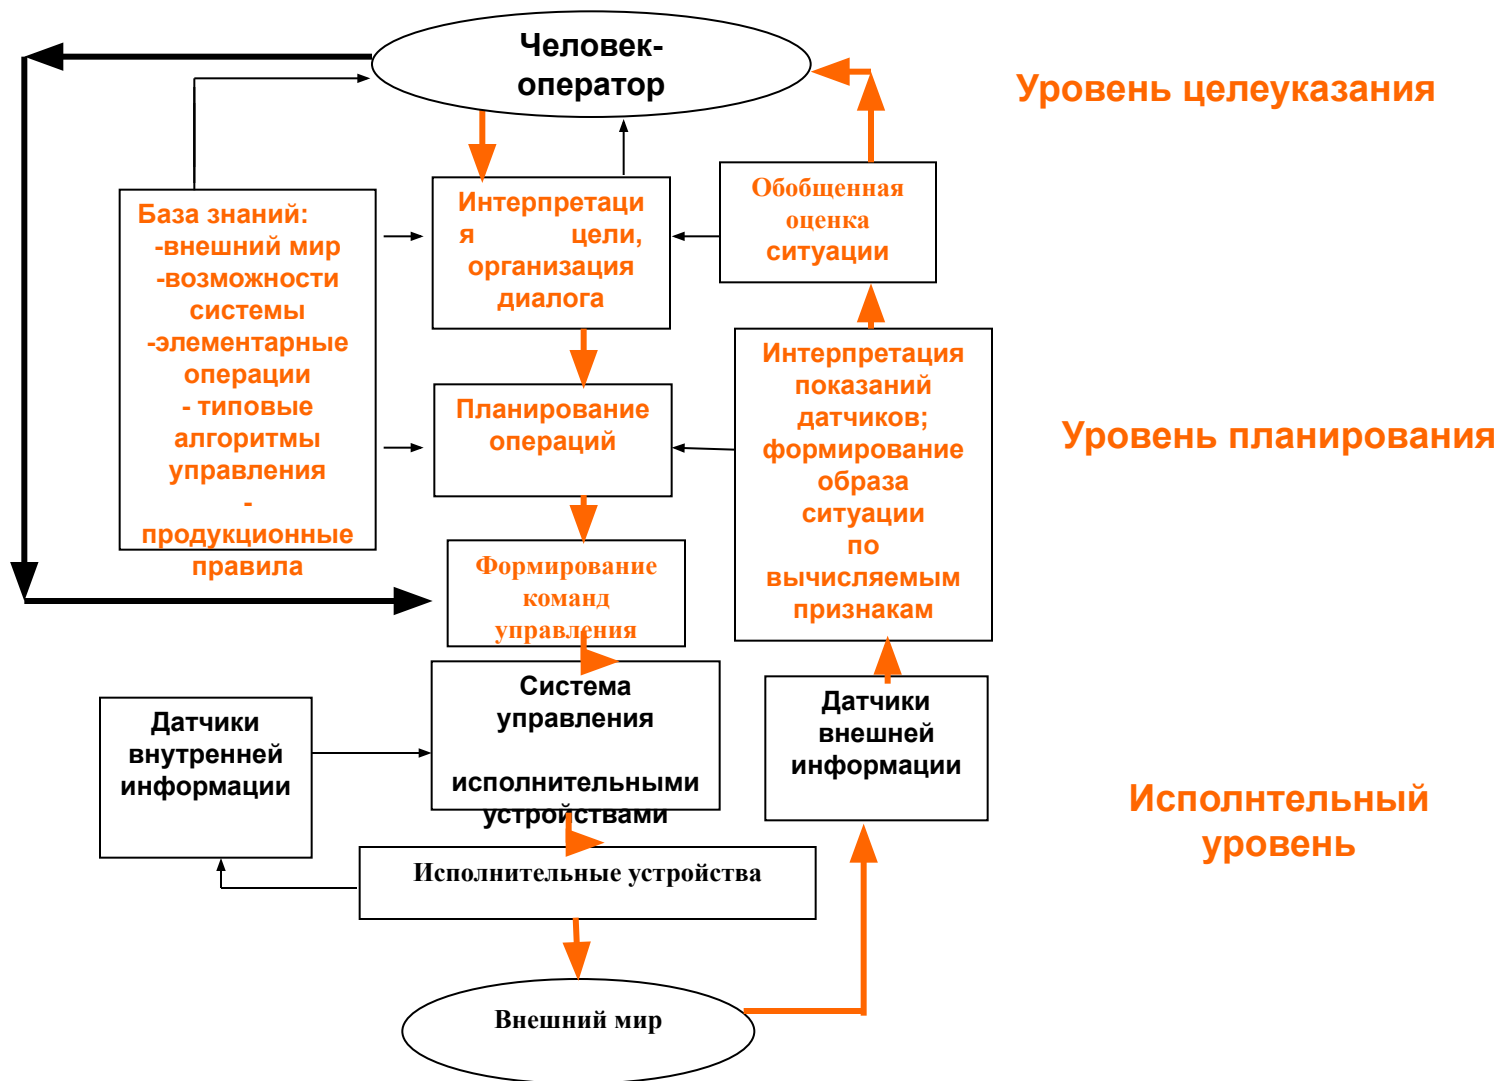 Человек-
оператор
Уровень целеуказания
База знаний:
-внешний мир
-возможности
системы
-элементарные
операции
- типовые
алгоритмы
управления
-
продукционные
правила
Интерпретаци
я цели,
организация
диалога
Обобщенная
оценка
ситуации
Планирование
операций
Интерпретация
показаний
датчиков;
формирование
образа
ситуации
по
вычисляемым
признакам
Уровень планирования
Формирование
команд
управления
Датчики
внутренней
информации
Система
управления
исполнительными
устройствами
Датчики
внешней
информации
Исполнтельный
уровень
Исполнительные устройства
Внешний мир